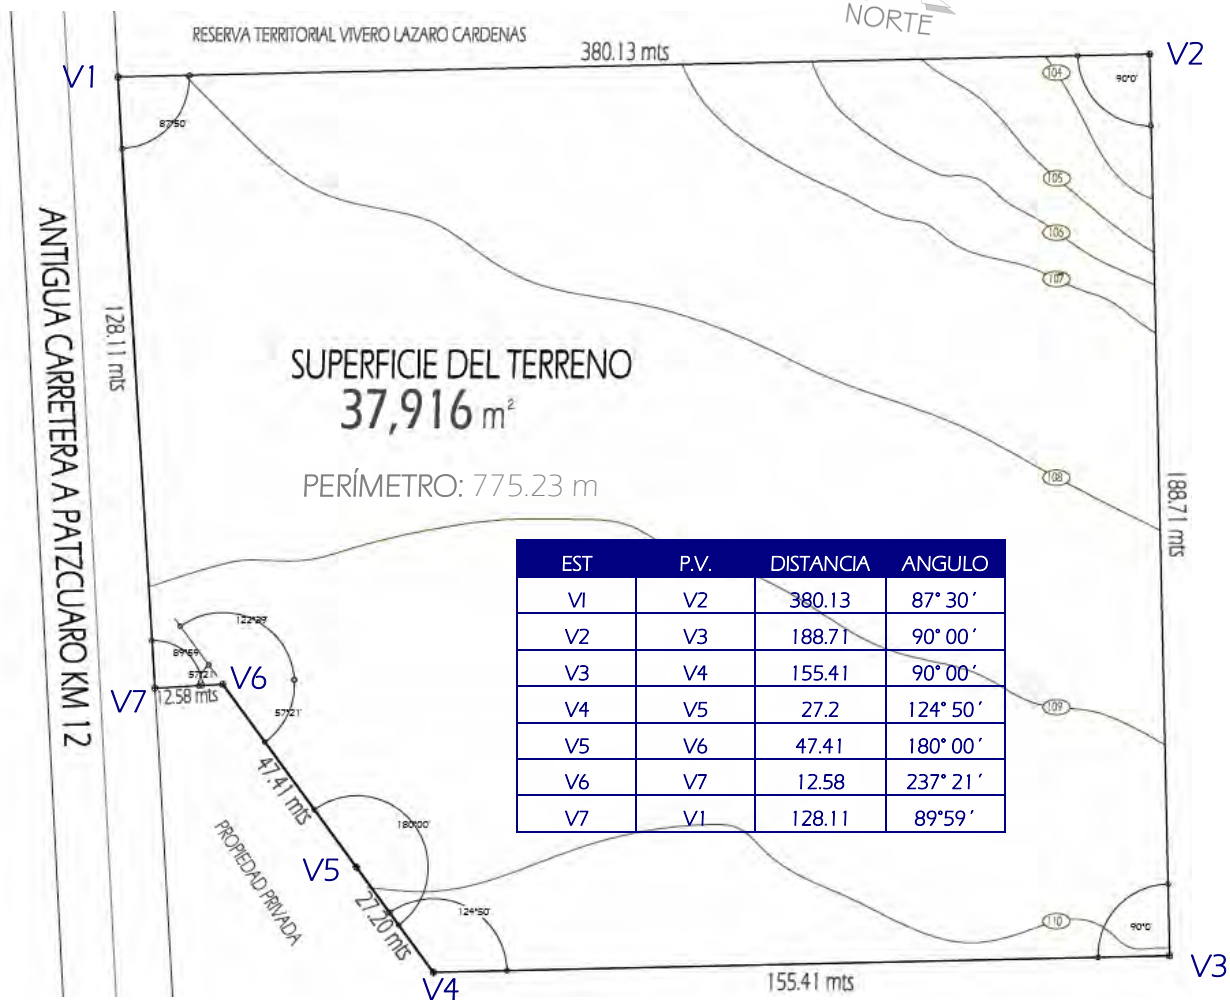 NORTE
RESERVA TERRITORIAL VIVERO LAZARO CARDENAS
380.13 mts
V1
V2
87°50'
90°0'
104
105
106
107
ANTIGUA CARRETERA A PATZCUARO KM 12
128.11 mts
SUPERFICIE DEL TERRENO
37,916 m²
PERÍMETRO: 775.23 m
108
188.71 mts
EST P.V. DISTANCIA ANGULO
V1 V2 380.13 87° 30´
V2 V3 188.71 90° 00´
V3 V4 155.41 90° 00´
V4 V5 27.2 124° 50´
V5 V6 47.41 180° 00´
V6 V7 12.58 237° 21´
V7 V1 128.11 89°59´
122°39'
89°59'
57°21'
V6
V7
12.58 mts
57°21'
109
47.41 mts
180°00'
PROPIEDAD PRIVADA
V5
27.20 mts
124°50'
110
90°0'
V4
155.41 mts
V3